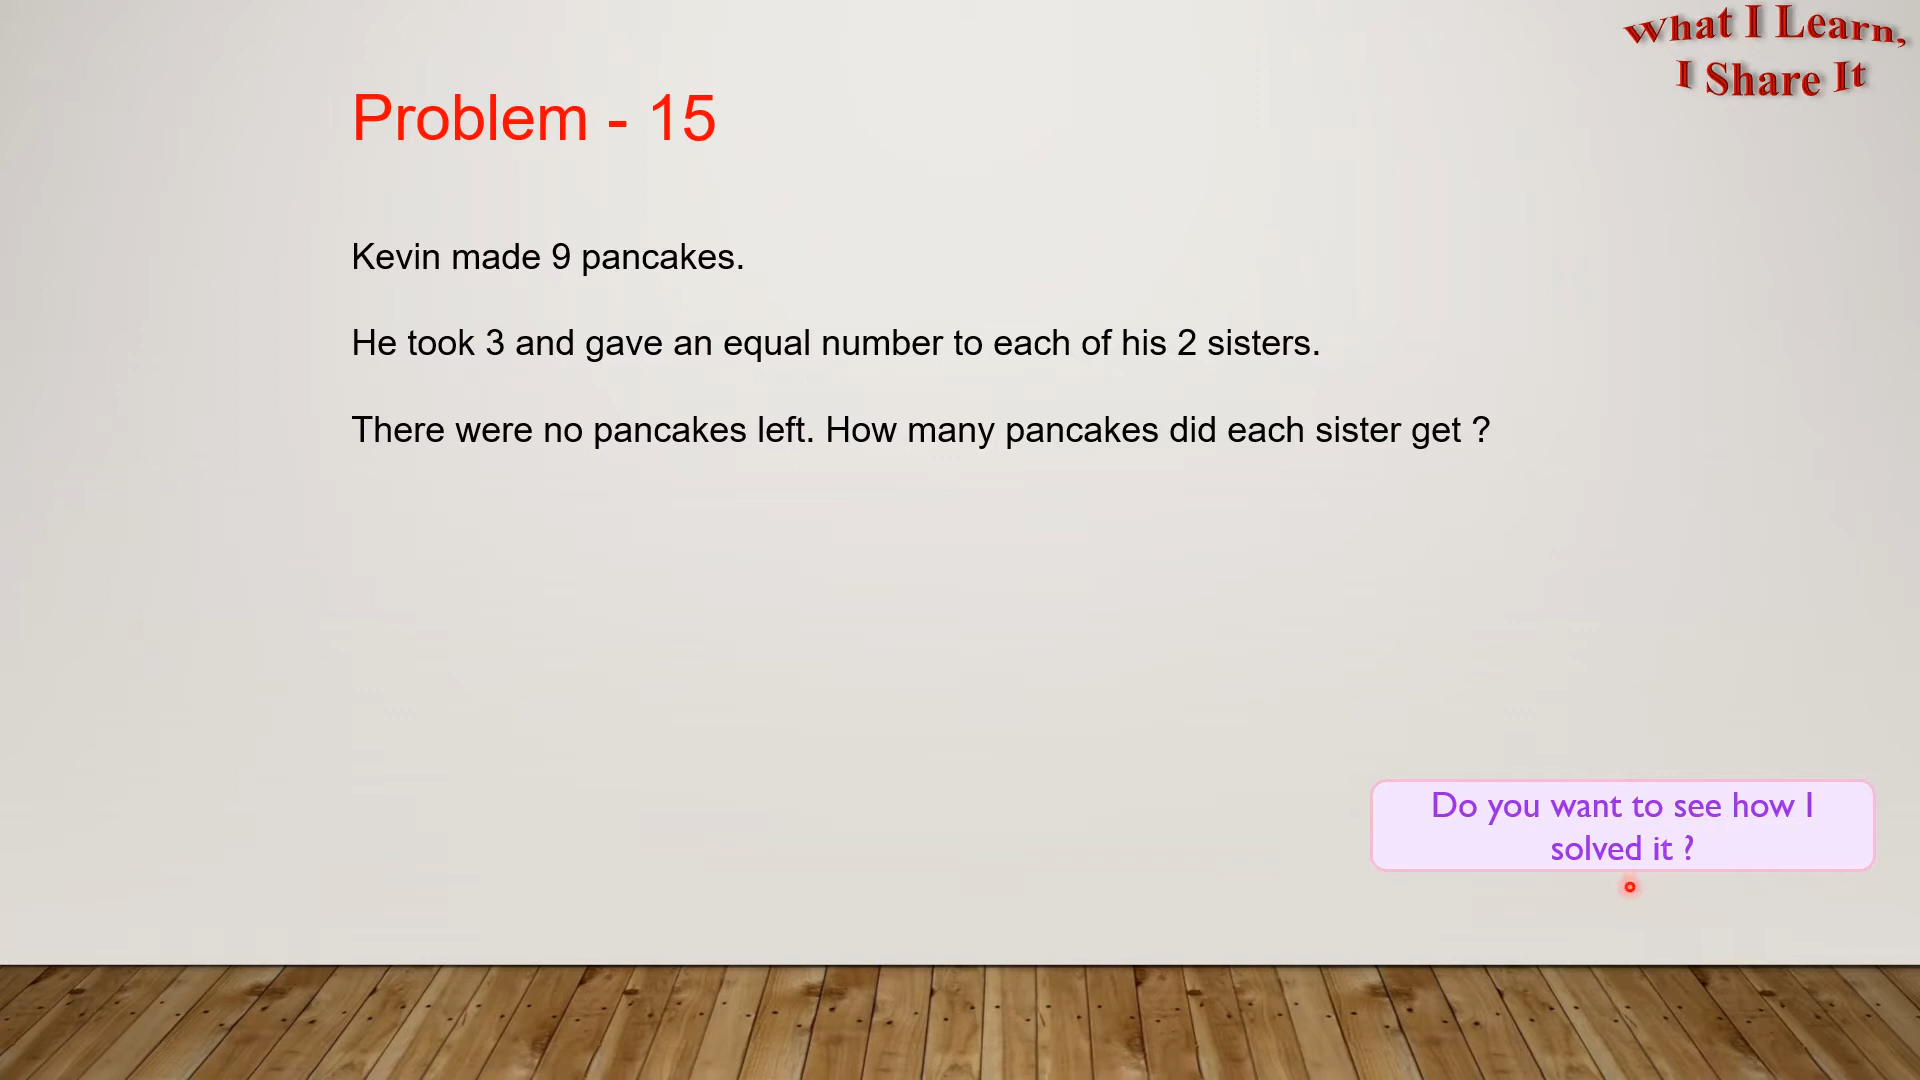 What I Learn,
I Share It
Problem - 15
Kevin made 9 pancakes.
He took 3 and gave an equal number to each of his 2 sisters.
There were no pancakes left. How many pancakes did each sister get ?
Do you want to see how I
solved it ?